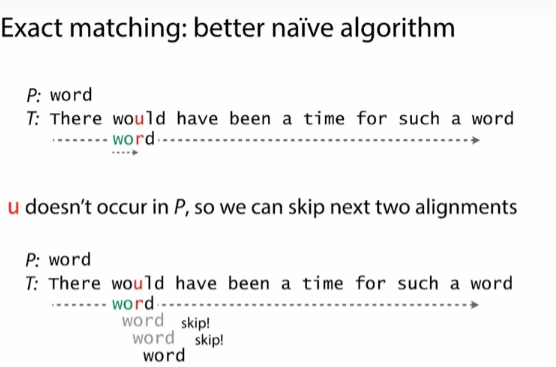 Exact matching: better naïve algorithm
P: word
T: There would have been a time for such a word
word
u doesn't occur in P, so we can skip next two alignments
P: word
T: There would have been a time for such a word
word
word skip!
word skip!
word